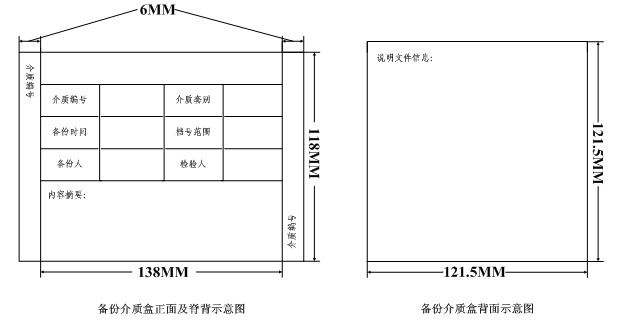 6MM
介质编号
介质编号
介质套别
备份时间
档号范围
备份人
检验人
内容摘要:
介质编号
118MM
138MM
备份介质盒正面及脊背示意图
说明文件信息:
121.5MM
121.5MM
备份介质盒背面示意图